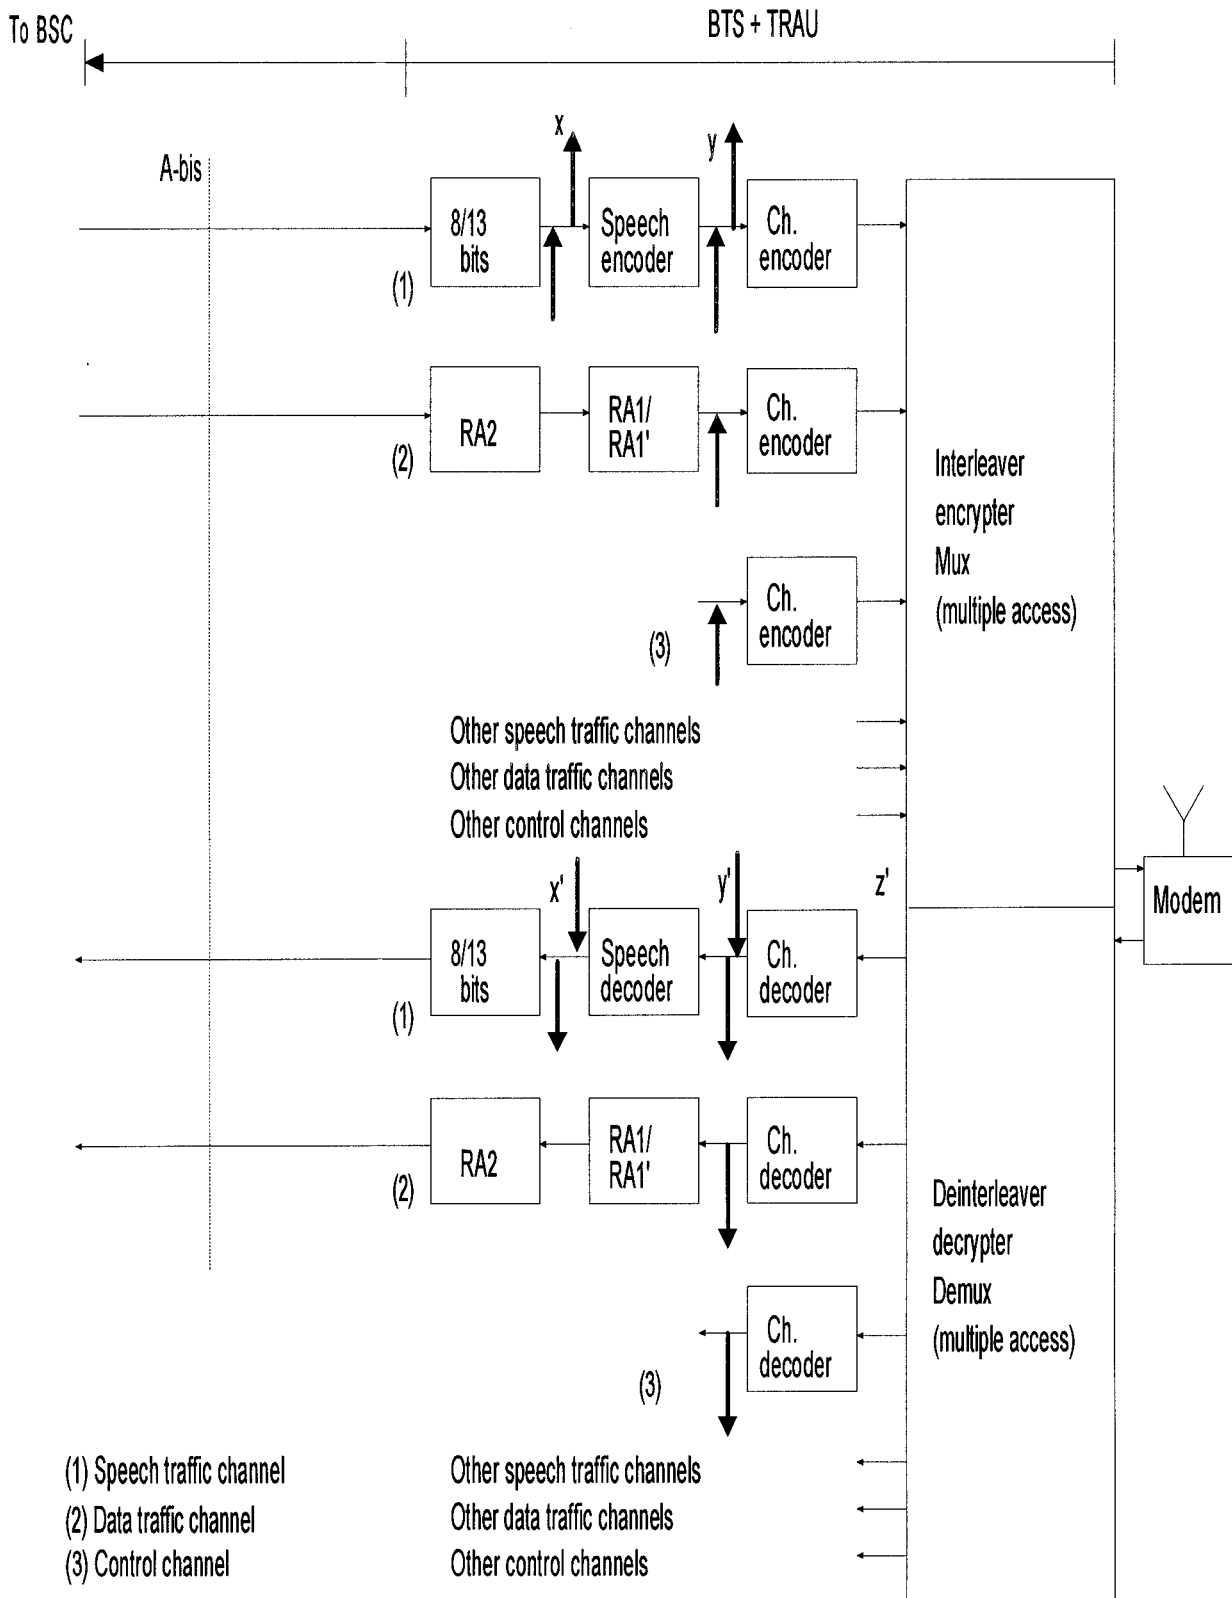 To BSC
BTS + TRAU
x
y
A-bis
8/13
bits
Speech
encoder
Ch.
encoder
(1)
RA2
RA1/
RA1'
Ch.
encoder
(2)
Interleaver
encrypter
Mux
(multiple access)
Ch.
encoder
(3)
Other speech traffic channels
Other data traffic channels
Other control channels
x'
y'
z'
Modem
8/13
bits
Speech
decoder
Ch.
decoder
(1)
RA2
RA1/
RA1'
Ch.
decoder
(2)
Deinterleaver
decrypter
Demux
(multiple access)
Ch.
decoder
(3)
(1) Speech traffic channel
(2) Data traffic channel
(3) Control channel
Other speech traffic channels
Other data traffic channels
Other control channels